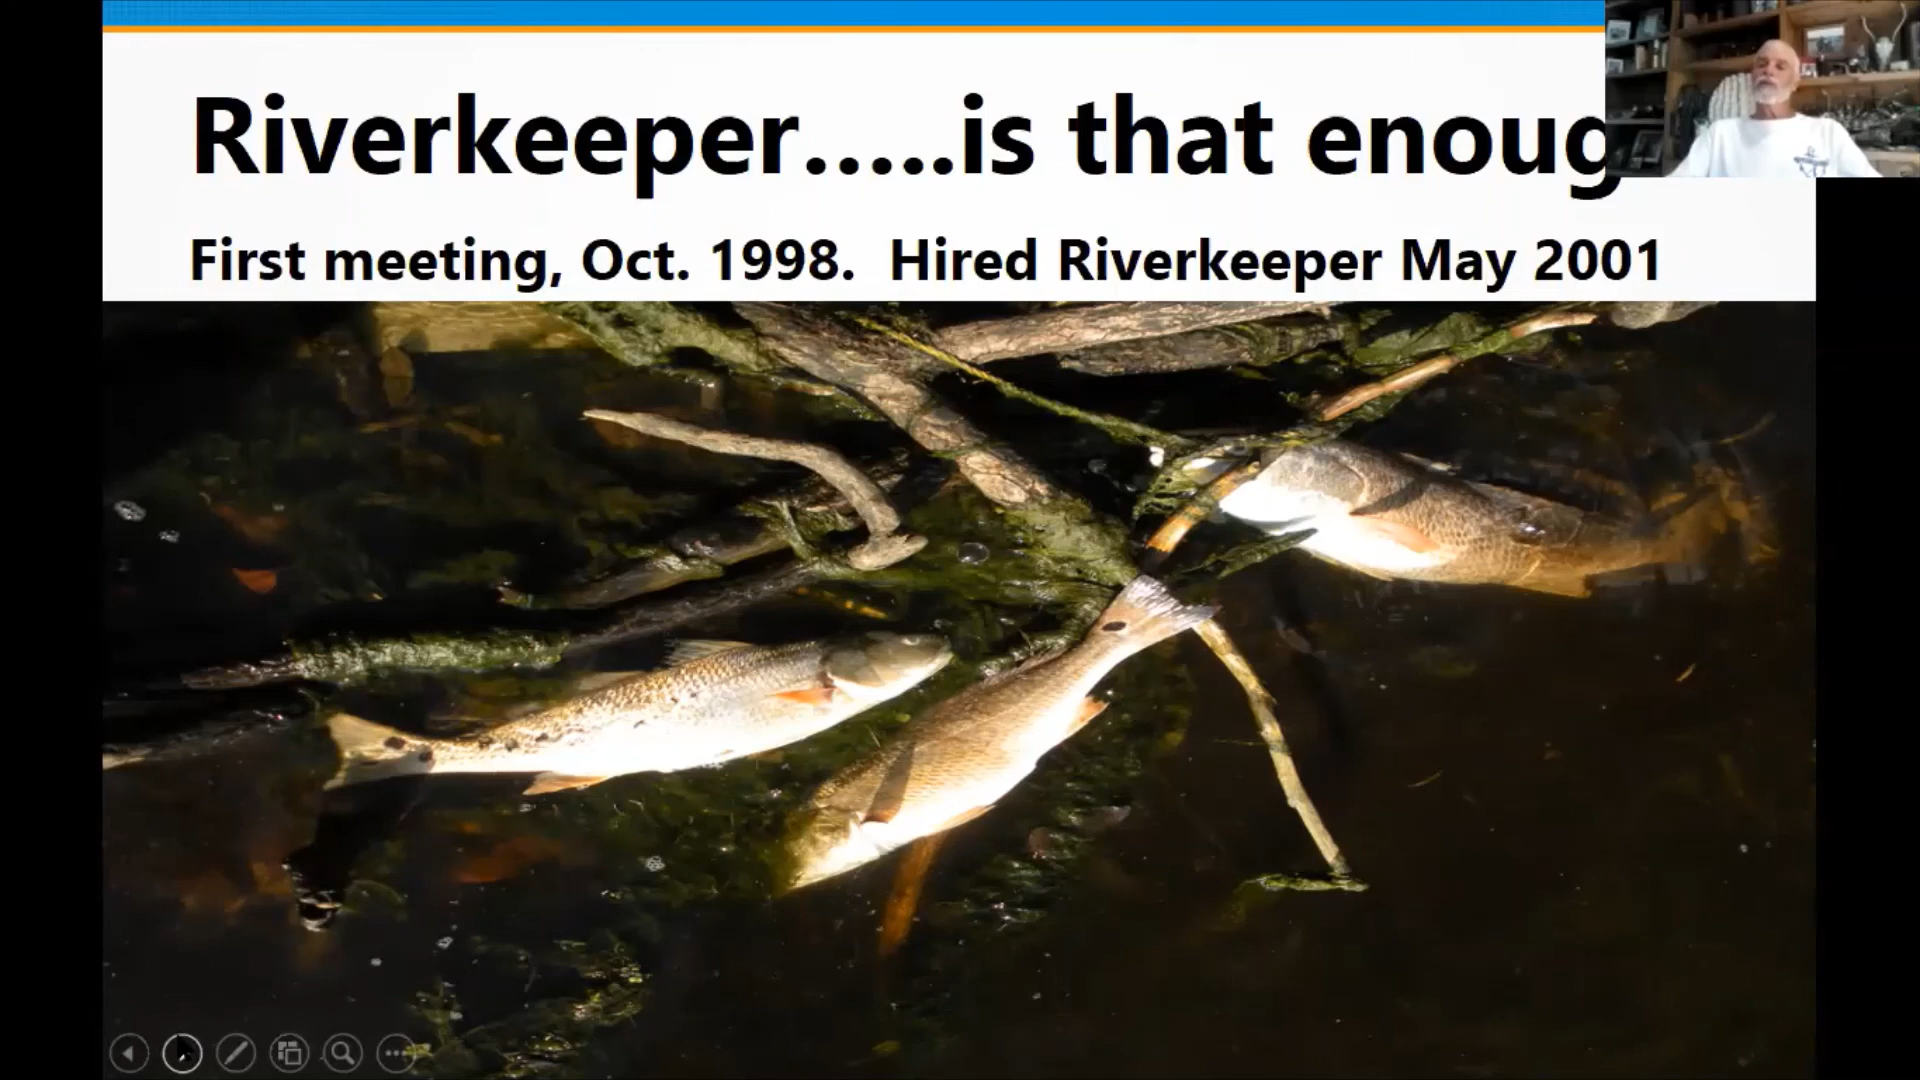 Riverkeeper.....is that enoug
First meeting, Oct. 1998. Hired Riverkeeper May 2001